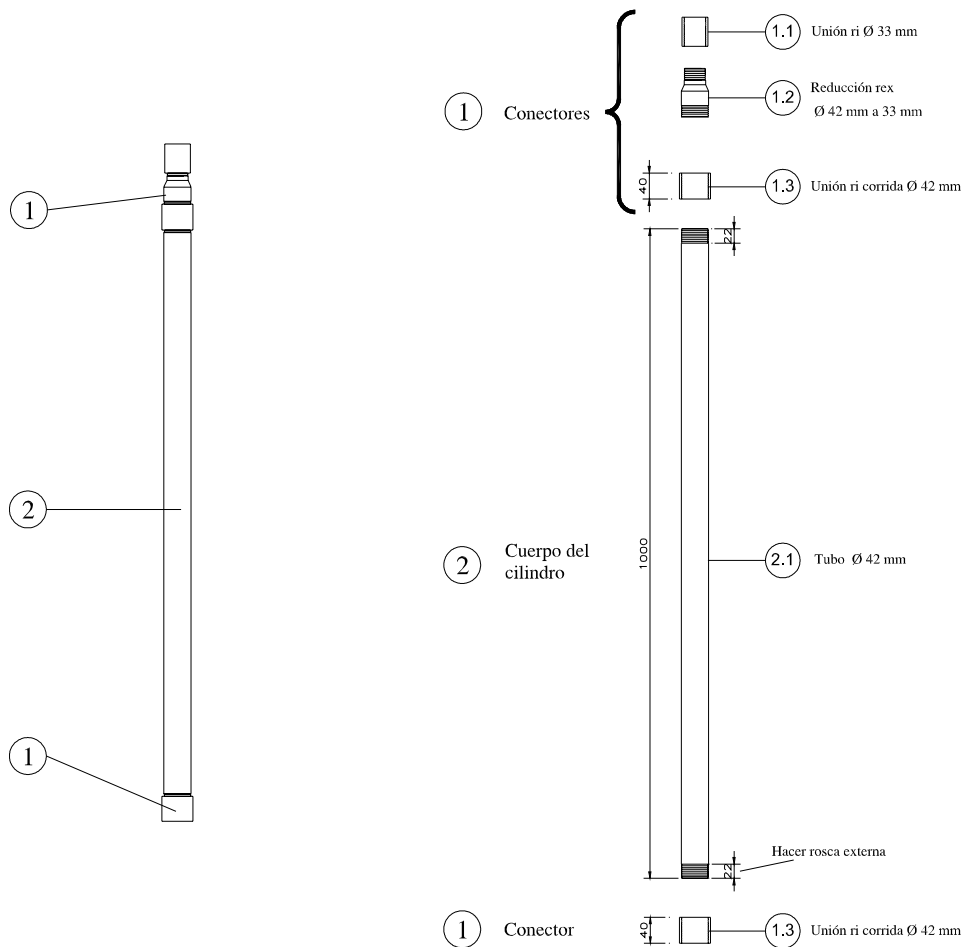 1.1 Unión ri Ø 33 mm
1.2 Reducción rex
Ø 42 mm a 33 mm
1 Conectores
40
1.3 Unión ri corrida Ø 42 mm
1
22
2
1000
2 Cuerpo del
cilindro
2.1 Tubo Ø 42 mm
1
Hacer rosca externa
22
1 Conector
40
1.3 Unión ri corrida Ø 42 mm